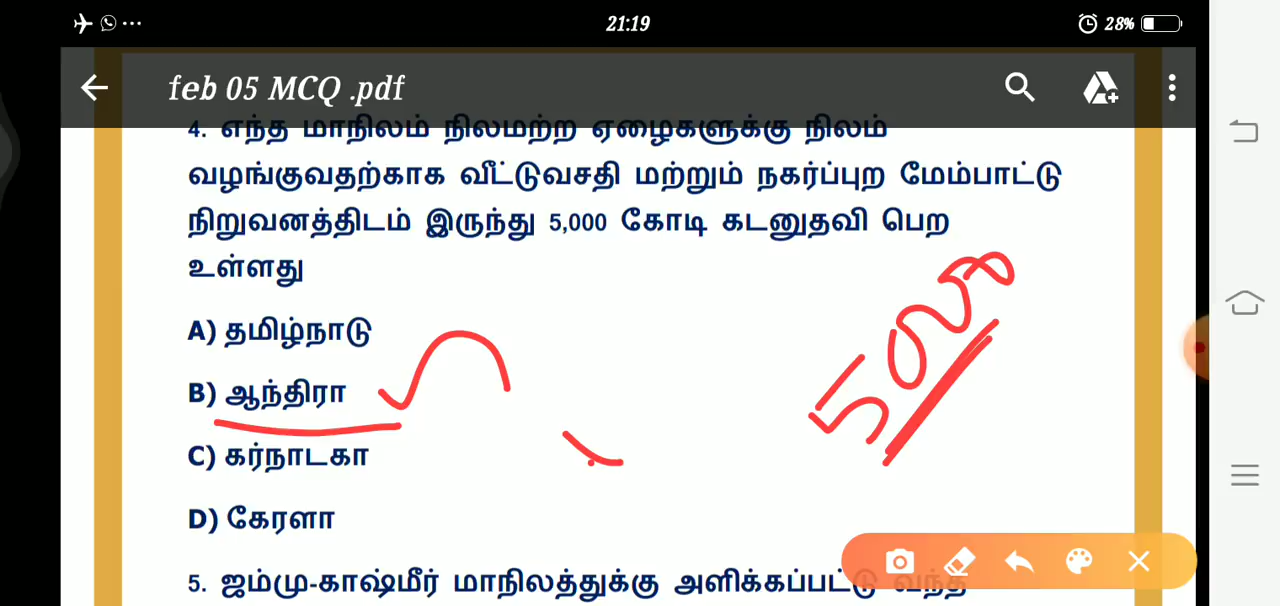 21:19
28%
feb 05 MCQ .pdf
4. எந்த மாநிலம் நிலமற்ற ஏழைகளுக்கு நிலம்
வழங்குவதற்காக வீட்டுவசதி மற்றும் நகர்ப்புற மேம்பாட்டு
நிறுவனத்திடம் இருந்து 5,000 கோடி கடனுதவி பெற
உள்ளது
5000
A) தமிழ்நாடு
B) ஆந்திரா
C) கர்நாடகா
D) கேரளா
5. ஜம்மு-காஷ்மீர் மாநிலத்துக்கு அளிக்கப்பட்டு வந்த